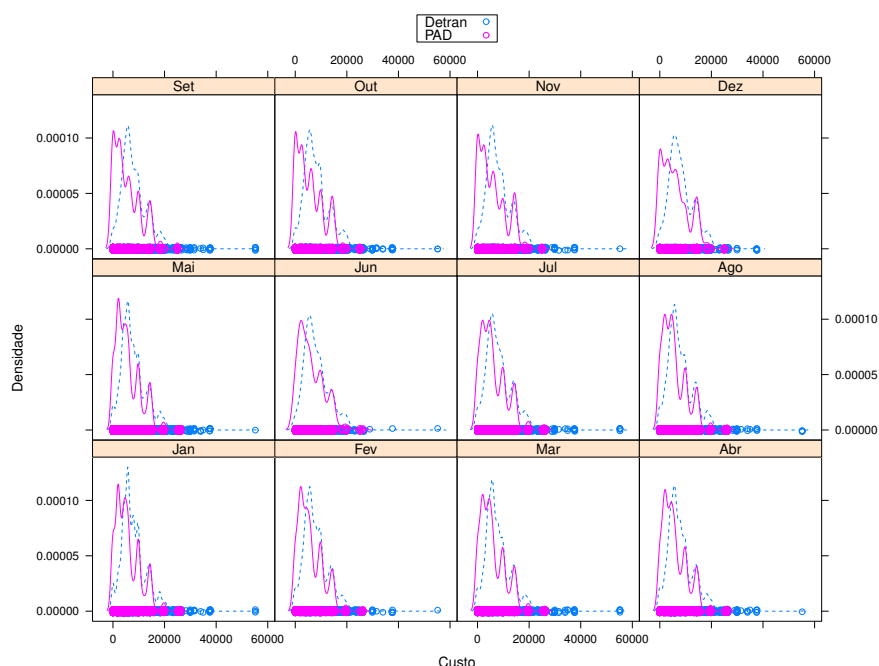 Detran
PAD
0 20000 40000 60000 0 20000 40000 60000
Set Out Nov Dez
0.00010
0.00005
0.00000
Mai Jun Jul Ago
0.00010
0.00005
0.00000
Jan Fev Mar Abr
0.00010
0.00005
0.00000
0 20000 40000 60000 0 20000 40000 60000
Densidade
Custo